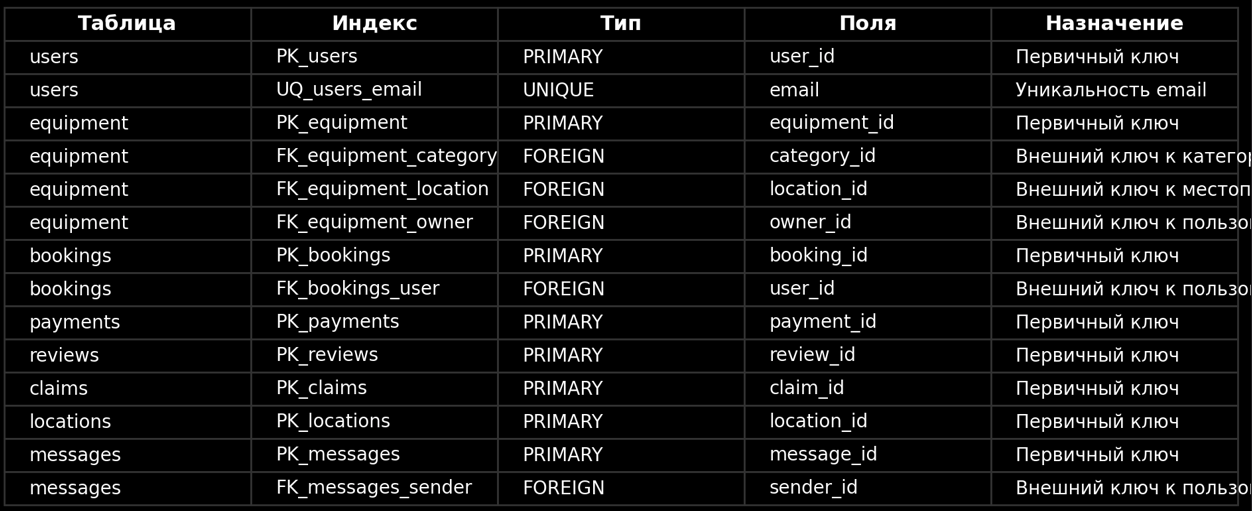 Таблица Индекс Тип Поля Назначение
users PK_users PRIMARY user_id Первичный ключ
users UQ_users_email UNIQUE email Уникальность email
equipment PK_equipment PRIMARY equipment_id Первичный ключ
equipment FK_equipment_category FOREIGN category_id Внешний ключ к
equipment FK_equipment_location FOREIGN location_id Внешний ключ к
equipment FK_equipment_owner FOREIGN owner_id Внешний ключ к
bookings PK_bookings PRIMARY booking_id Первичный ключ
bookings FK_bookings_user FOREIGN user_id Внешний ключ к
payments PK_payments PRIMARY payment_id Первичный ключ
reviews PK_reviews PRIMARY review_id Первичный ключ
claims PK_claims PRIMARY claim_id Первичный ключ
locations PK_locations PRIMARY location_id Первичный ключ
messages PK_messages PRIMARY message_id Первичный ключ
messages FK_messages_sender FOREIGN sender_id Внешний ключ к